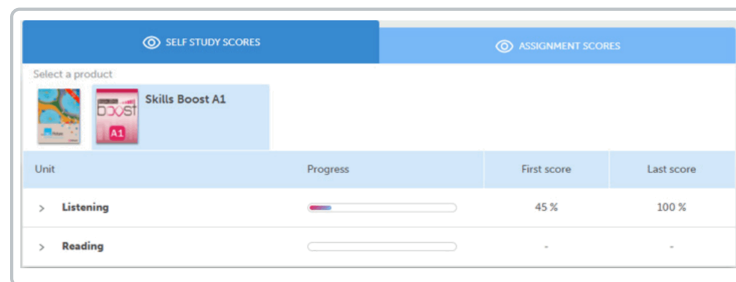 SELF STUDY SCORES
ASSIGNMENT SCORES
Select a product
boost
A1
Skills Boost A1
Unit Progress First score Last score
Listening 45 % 100 %
Reading - -